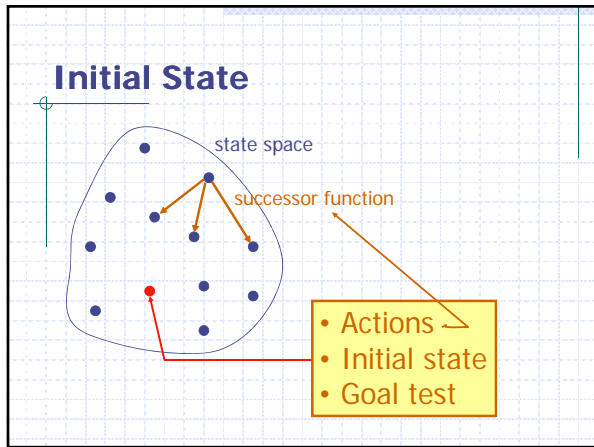 Initial State
state space
successor function
• Actions
• Initial state
• Goal test